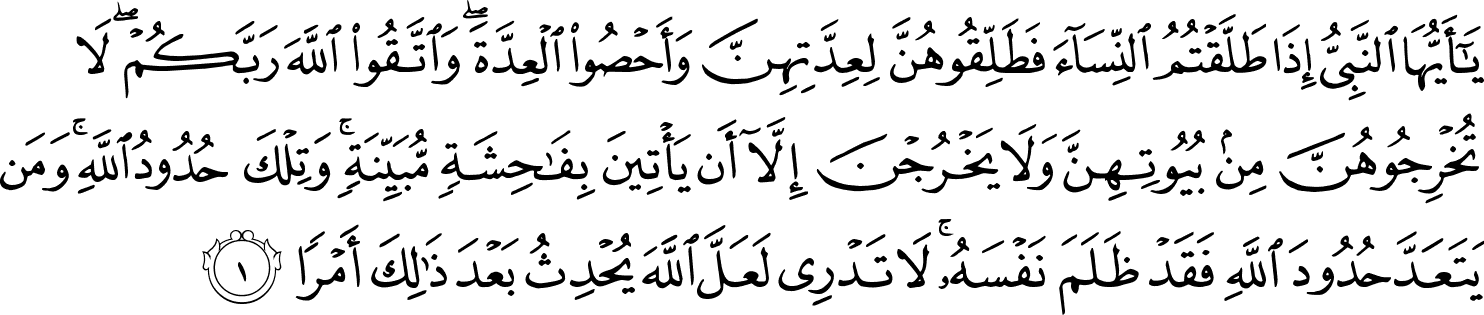 يَٰٓأَيُّهَا ٱلنَّبِىُّ إِذَا طَلَّقْتُمُ ٱلنِّسَآءَ فَطَلِّقُوهُنَّ لِعِدَّتِهِنَّ وَأَحْصُوا۟ ٱلْعِدَّةَ ۖ وَٱتَّقُوا۟ ٱللَّهَ رَبَّكُمْ ۖ لَا
تُخْرِجُوهُنَّ مِنۢ بُيُوتِهِنَّ وَلَا يَخْرُجْنَ إِلَّآ أَن يَأْتِينَ بِفَٰحِشَةٍ مُّبَيِّنَةٍ ۚ وَتِلْكَ حُدُودُ ٱللَّهِ ۚ وَمَن
يَتَعَدَّ حُدُودَ ٱللَّهِ فَقَدْ ظَلَمَ نَفْسَهُۥ ۚ لَا تَدْرِى لَعَلَّ ٱللَّهَ يُحْدِثُ بَعْدَ ذَٰلِكَ أَمْرًا ١